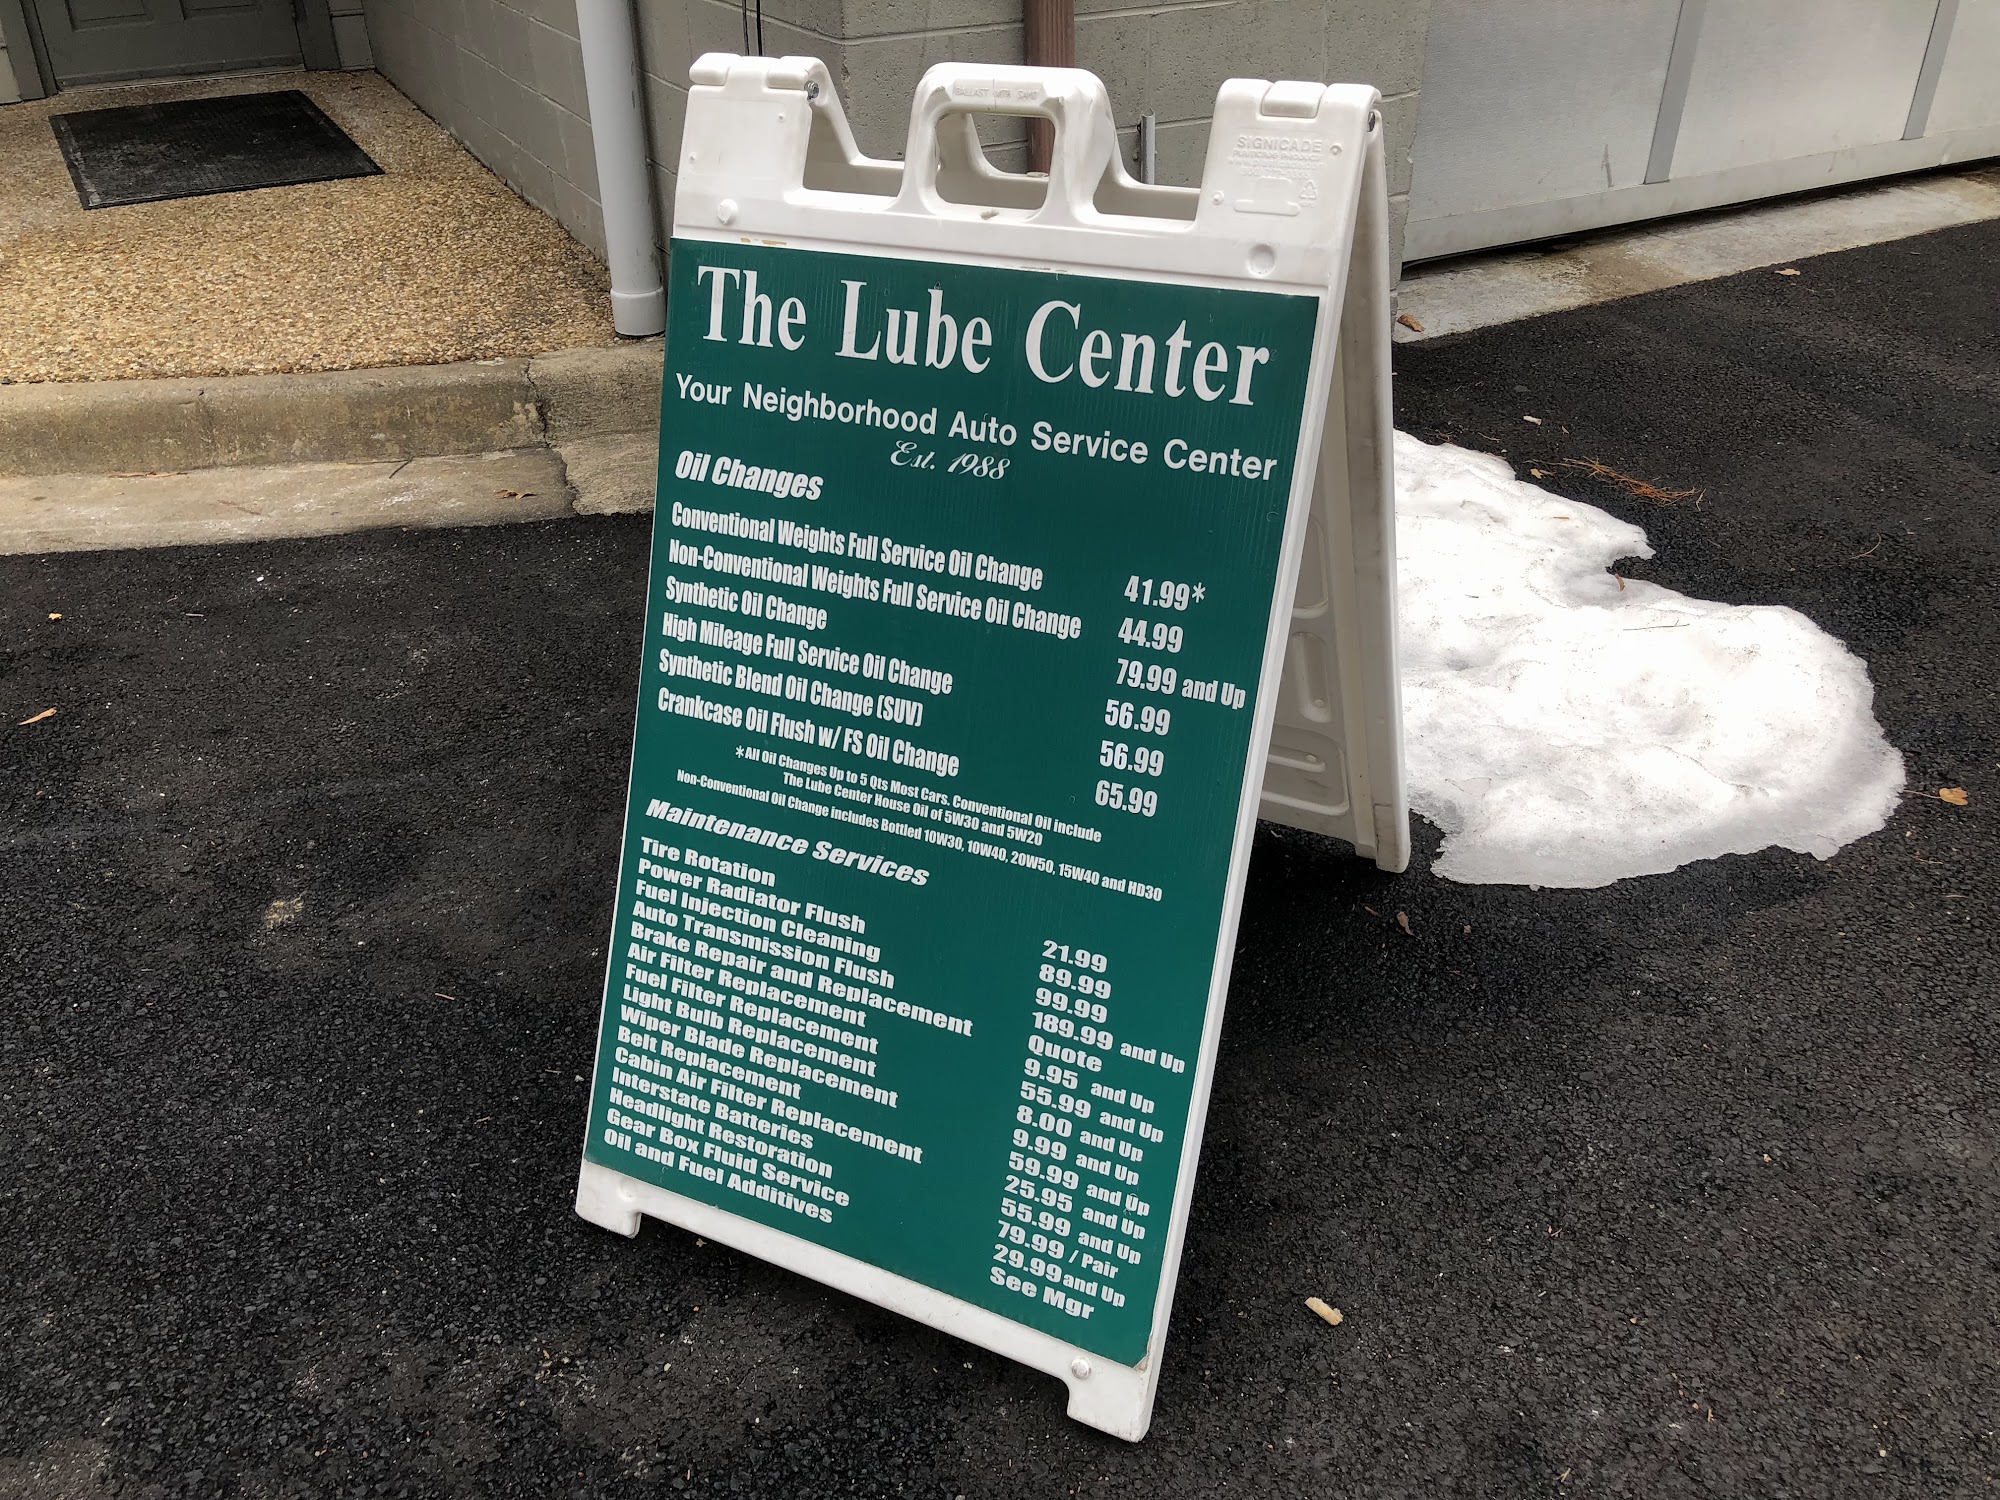 BALLAST WITH SAND
SIGNICADE
The Lube Center
Your Neighborhood Auto Service Center
Est. 1988
Oil Changes
Conventional Weights Full Service Oil Change 41.99*
Non-Conventional Weights Full Service Oil Change 44.99
Synthetic Oil Change 79.99 and Up
High Mileage Full Service Oil Change 56.99
Synthetic Blend Oil Change (SUV) 56.99
Crankcase Oil Flush w/ FS Oil Change 65.99
*All Oil Changes Up to 5 Qts Most Cars. Conventional Oil include
The Lube Center House Oil of 5W30 and 5W20
Non-Conventional Oil Change includes Bottled 10W30, 10W40, 20W50, 15W40 and HD30
Maintenance Services
Tire Rotation 21.99
Power Radiator Flush 89.99
Fuel Injection Cleaning 99.99
Auto Transmission Flush 189.99 and Up
Brake Repair and Replacement Quote
Air Filter Replacement 9.95 and Up
Fuel Filter Replacement 55.99 and Up
Light Bulb Replacement 8.00 and Up
Wiper Blade Replacement 9.99 and Up
Belt Replacement 59.99 and Up
Cabin Air Filter Replacement 25.95 and Up
Interstate Batteries 55.99 and Up
Headlight Restoration 79.99 / Pair
Gear Box Fluid Service 29.99 and Up
Oil and Fuel Additives See Mgr